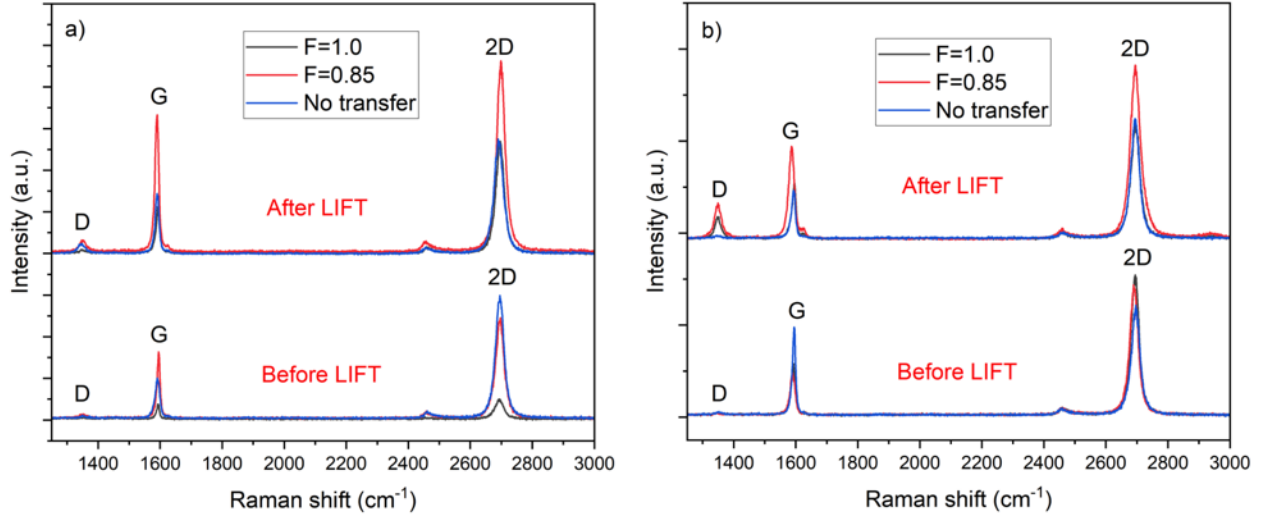 a)
F=1.0
F=0.85
No transfer
2D
G
D
After LIFT
2D
G
D
Before LIFT
Intensity (a.u.)
1400 1600 1800 2000 2200 2400 2600 2800 3000
Raman shift (cm⁻¹)
b)
F=1.0
F=0.85
No transfer
2D
G
D
After LIFT
2D
G
D
Before LIFT
Intensity (a.u.)
1400 1600 1800 2000 2200 2400 2600 2800 3000
Raman shift (cm⁻¹)